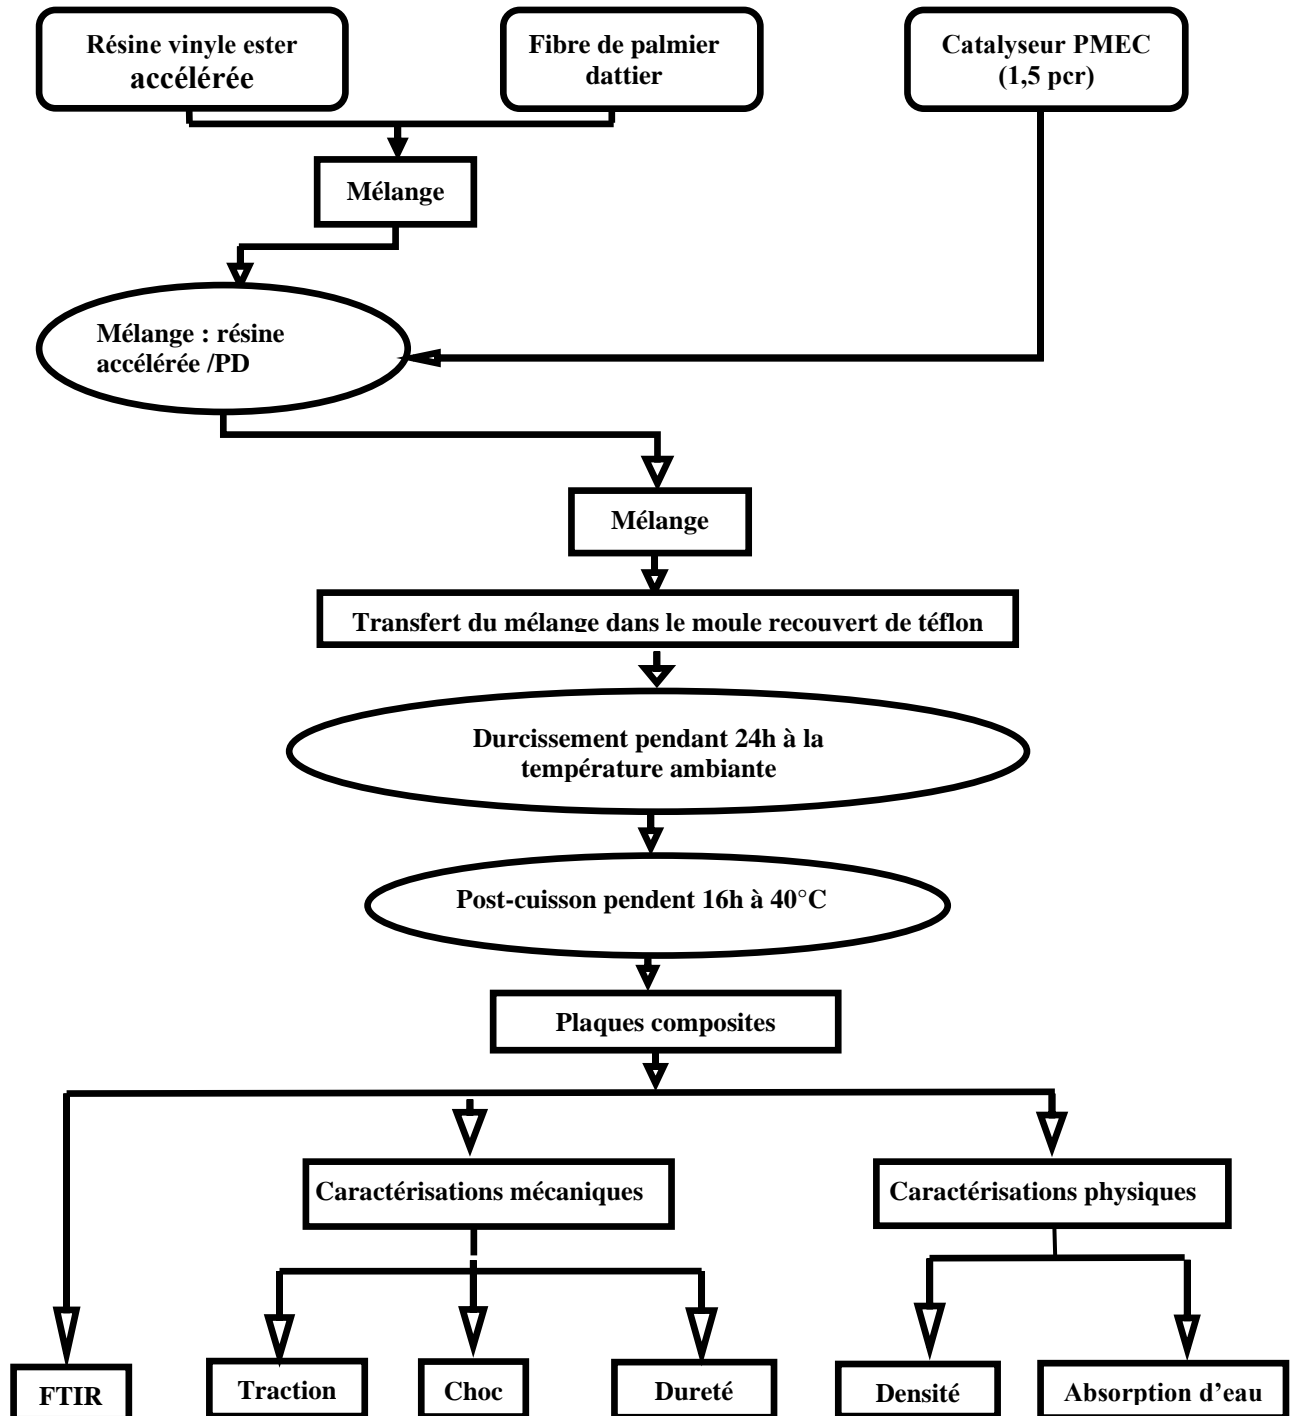 Résine vinyle ester
accélérée
Fibre de palmier
dattier
Catalyseur PMEC
(1,5 pcr)
Mélange
Mélange : résine
accélérée /PD
Mélange
Transfert du mélange dans le moule recouvert de téflon
Durcissement pendant 24h à la
température ambiante
Post-cuisson pendent 16h à 40°C
Plaques composites
Caractérisations mécaniques
Caractérisations physiques
FTIR
Traction
Choc
Dureté
Densité
Absorption d’eau